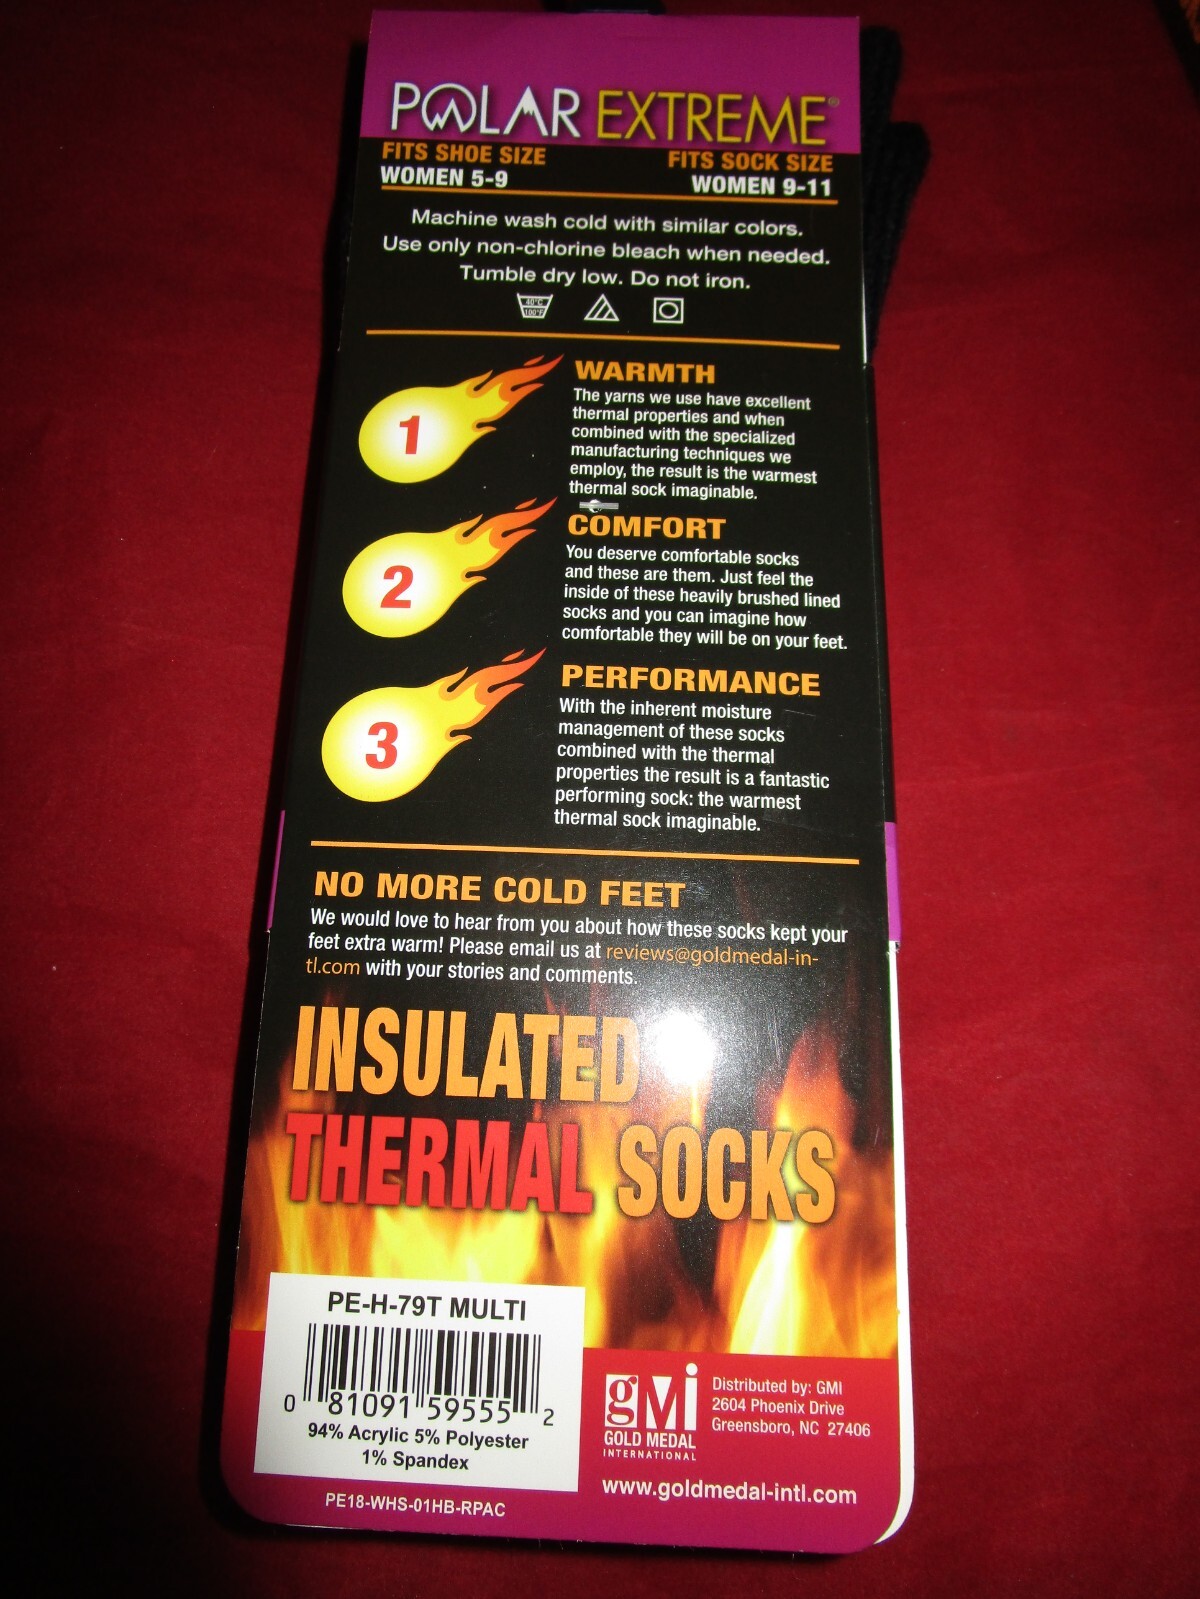 POLAR EXTREME®
FITS SHOE SIZE
WOMEN 5-9
FITS SOCK SIZE
WOMEN 9-11
Machine wash cold with similar colors.
Use only non-chlorine bleach when needed.
Tumble dry low. Do not iron.
40°C
100°F
1
WARMTH
The yarns we use have excellent
thermal properties and when
combined with the specialized
manufacturing techniques we
employ, the result is the warmest
thermal sock imaginable.
2
COMFORT
You deserve comfortable socks
and these are them. Just feel the
inside of these heavily brushed lined
socks and you can imagine how
comfortable they will be on your feet.
3
PERFORMANCE
With the inherent moisture
management of these socks
combined with the thermal
properties the result is a fantastic
performing sock: the warmest
thermal sock imaginable.
NO MORE COLD FEET
We would love to hear from you about how these socks kept your
feet extra warm! Please email us at reviews@goldmedal-in-
tl.com with your stories and comments.
INSULATED
THERMAL SOCKS
PE-H-79T MULTI
0 81091 59555 2
94% Acrylic 5% Polyester
1% Spandex
PE18-WHS-01HB-RPAC
gMi
GOLD MEDAL
INTERNATIONAL
Distributed by: GMI
2604 Phoenix Drive
Greensboro, NC 27406
www.goldmedal-intl.com